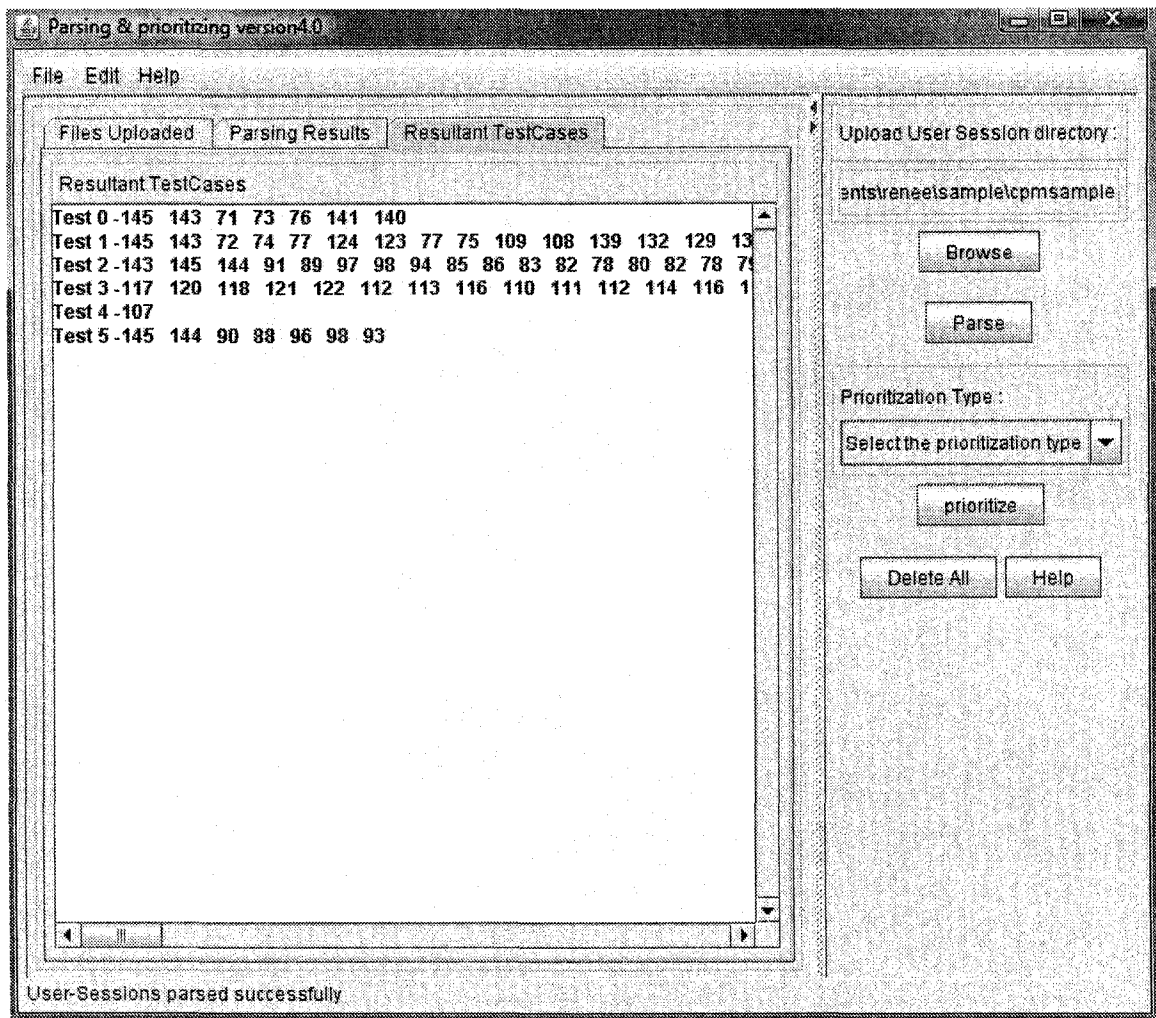 Parsing & prioritizing version4.0
File Edit Help
Files Uploaded Parsing Results Resultant TestCases
Resultant TestCases
Test 0 -145 143 71 73 76 141 140
Test 1 -145 143 72 74 77 124 123 77 75 109 108 139 132 129 13
Test 2 -143 145 144 91 89 97 98 94 85 86 83 82 78 80 82 78 79
Test 3 -117 120 118 121 122 112 113 116 110 111 112 114 116 1
Test 4 -107
Test 5 -145 144 90 88 96 98 93
Upload User Session directory :
ents\renee\sample\cpmsample
Browse
Parse
Prioritization Type :
Select the prioritization type
prioritize
Delete All Help
User-Sessions parsed successfully